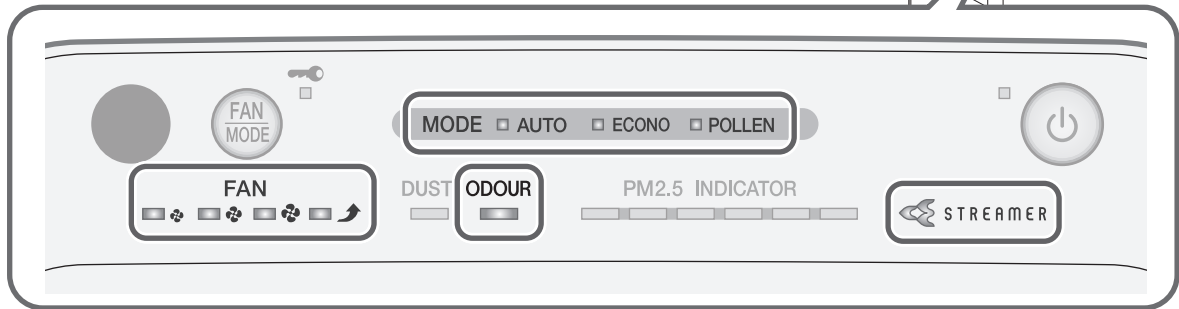 FAN
MODE
MODE AUTO ECONO POLLEN
FAN
DUST ODOUR PM2.5 INDICATOR
STREAMER